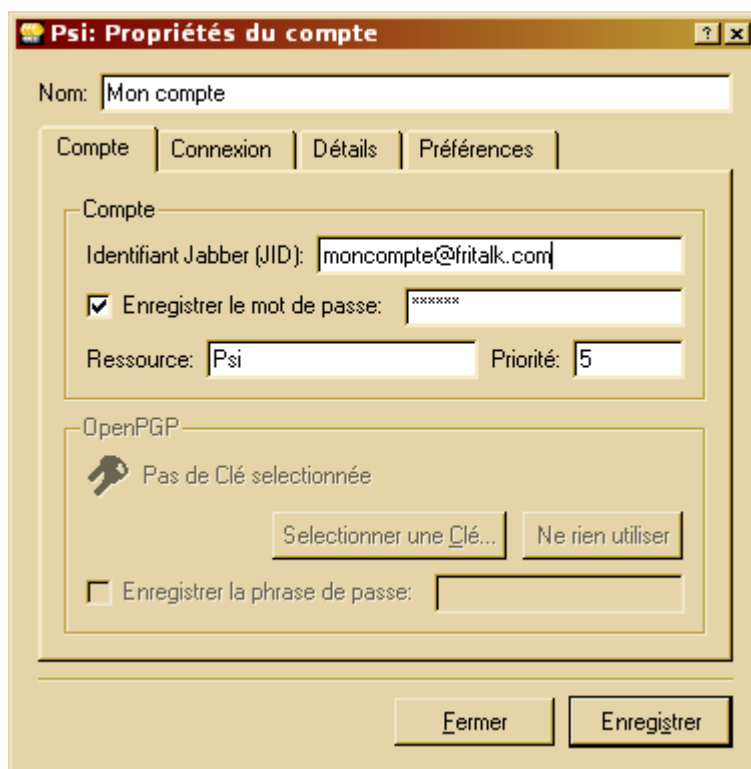 Psi: Propriétés du compte
Nom: Mon compte
Compte Connexion Détails Préférences
Compte
Identifiant Jabber (JID): moncompte@fritalk.com
Enregistrer le mot de passe: ******
Ressource: Psi Priorité: 5
OpenPGP
Pas de Clé selectionnée
Selectionner une Clé... Ne rien utiliser
Enregistrer la phrase de passe:
Fermer Enregistrer